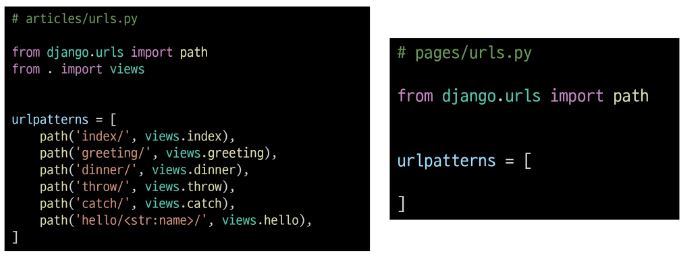 # articles/urls.py
from django.urls import path
from . import views
urlpatterns = [
    path('index/', views.index),
    path('greeting/', views.greeting),
    path('dinner/', views.dinner),
    path('throw/', views.throw),
    path('catch/', views.catch),
    path('hello/<str:name>/', views.hello),
]
# pages/urls.py
from django.urls import path
urlpatterns = [
]